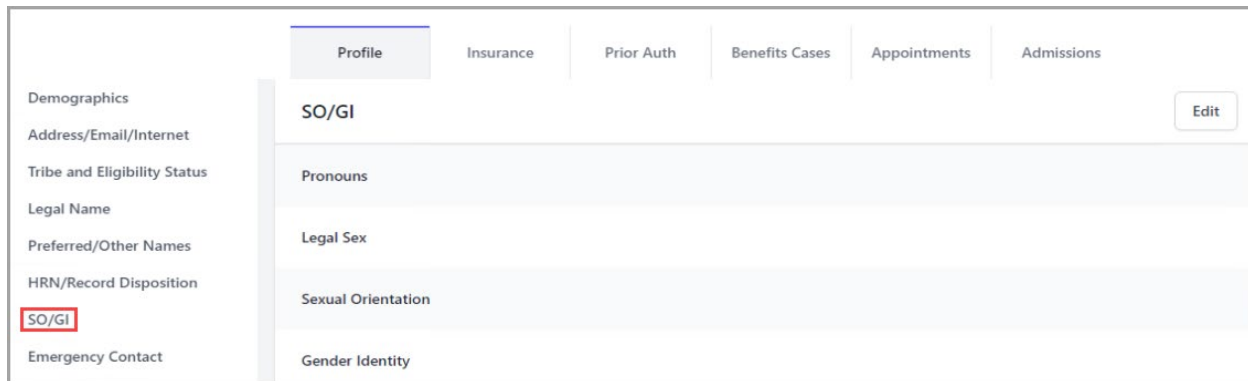 Profile
Insurance
Prior Auth
Benefits Cases
Appointments
Admissions
Demographics
Address/Email/Internet
Tribe and Eligibility Status
Legal Name
Preferred/Other Names
HRN/Record Disposition
SO/GI
Emergency Contact
SO/GI
Edit
Pronouns
Legal Sex
Sexual Orientation
Gender Identity